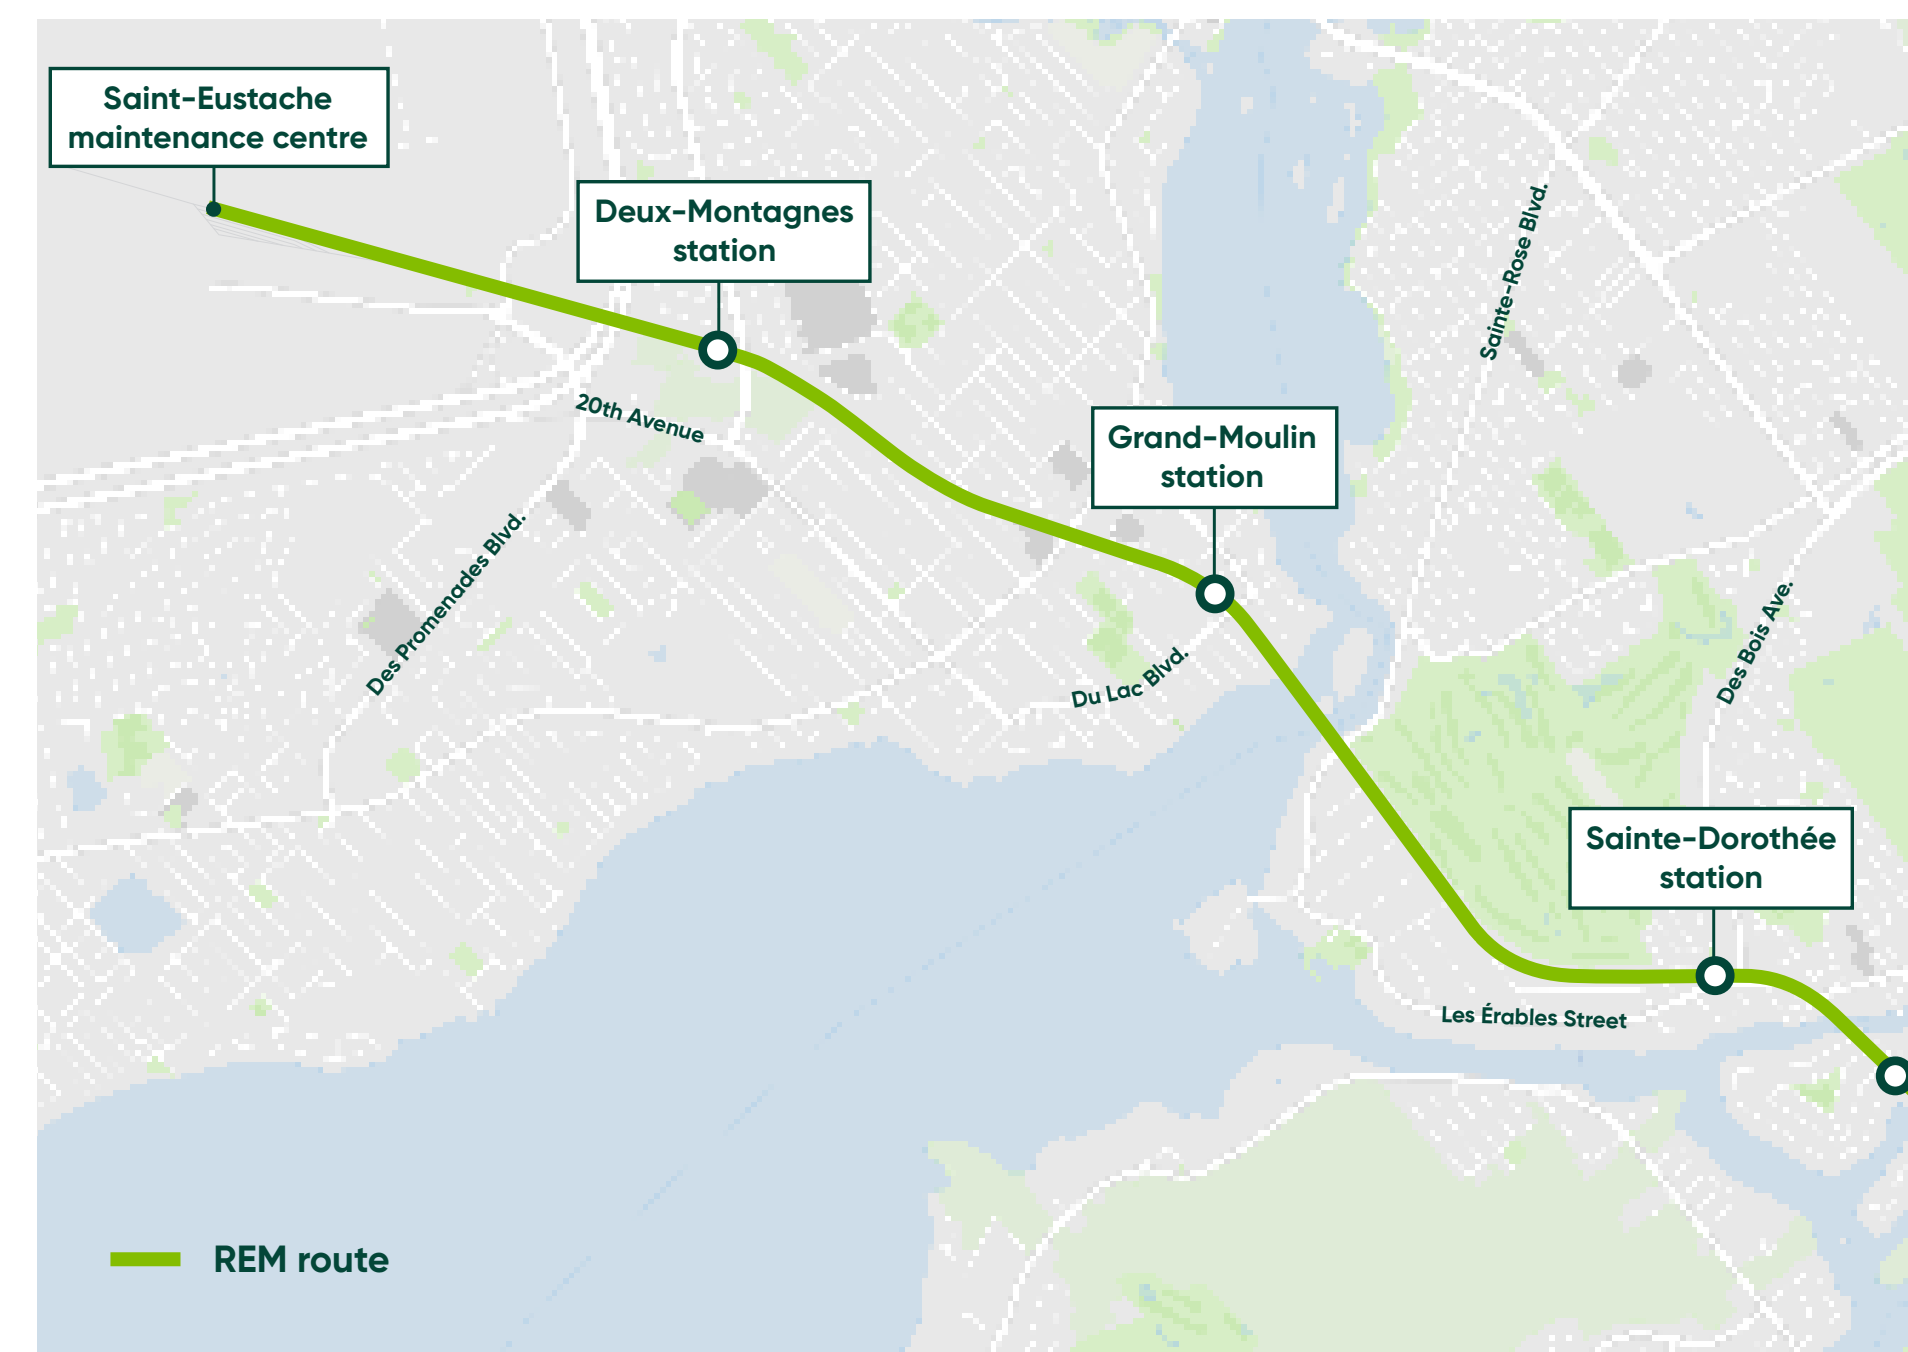 Saint-Eustache
maintenance centre
Deux-Montagnes
station
Sainte-Rose Blvd.
20th Avenue
Grand-Moulin
station
Des Promenades Blvd.
Des Bois Ave.
Du Lac Blvd.
Sainte-Dorothée
station
Les Érables Street
REM route